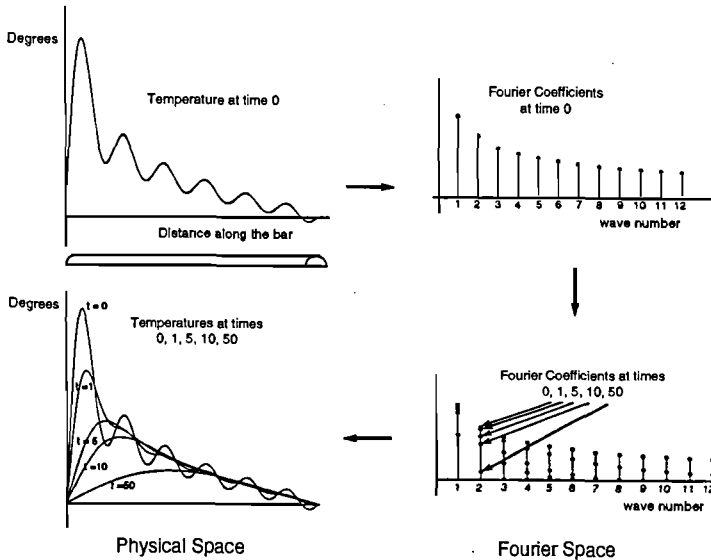 Degrees
Temperature at time 0
Distance along the bar
Fourier Coefficients
at time 0
1 2 3 4 5 6 7 8 9 10 11 12
wave number
Degrees
t = 0
Temperatures at times
0, 1, 5, 10, 50
t = 1
t = 5
t = 10
t = 50
Physical Space
Fourier Coefficients at times
0, 1, 5, 10, 50
1 2 3 4 5 6 7 8 9 10 11 12
wave number
Fourier Space